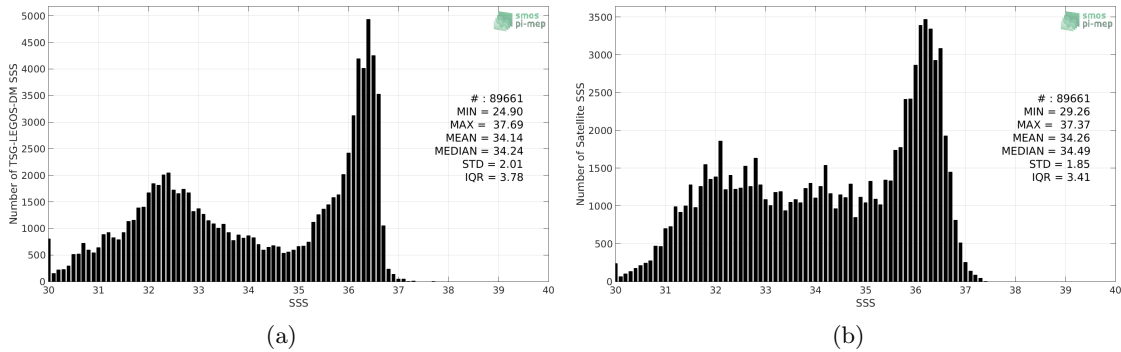 5000
4500
4000
3500
3000
2500
2000
1500
1000
500
0
Number of TSG-LEGOS-DM SSS
smos
pi-mep
# : 89661
MIN = 24.90
MAX = 37.69
MEAN = 34.14
MEDIAN = 34.24
STD = 2.01
IQR = 3.78
30 31 32 33 34 35 36 37 38 39 40
SSS
(a)
3500
3000
2500
2000
1500
1000
500
0
Number of Satellite SSS
smos
pi-mep
# : 89661
MIN = 29.26
MAX = 37.37
MEAN = 34.26
MEDIAN = 34.49
STD = 1.85
IQR = 3.41
30 31 32 33 34 35 36 37 38 39 40
SSS
(b)